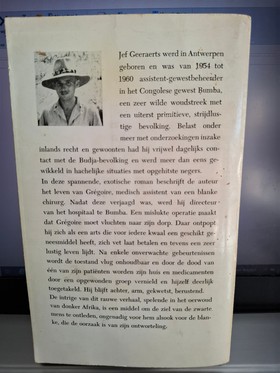 Jef Geeraerts werd in Antwerpen
geboren en was van 1954 tot
1960 assistent-gewestbeheerder
in het Congolese gewest Bumba,
een zeer wilde woudstreek met
een uiterst primitieve, strijdlus-
tige bevolking. Belast onder
meer met onderzoekingen inzake
inlands recht en gewoonten had hij vrijwel dagelijks con-
tact met de Budja-bevolking en werd meer dan eens ge-
wikkeld in hachelijke situaties met opgehitste negers.
In deze spannende, exotische roman beschrijft de auteur
het leven van Grégoire, medisch assistent van een blanke
chirurg. Nadat deze verjaagd was, werd hij directeur
van het hospitaal te Bomba. Een mislukte operatie maakt
dat Grégoire moet vluchten naar zijn dorp. Daar ontpopt
hij zich als een arts die voor iedere kwaal een geschikt ge-
neesmiddel heeft, zich vet laat betalen en tevens een zeer
kwistig leven lijdt. Na enkele onverwachte gebeurtenissen
wordt de toestand vlug onhoudbaar en door de dood van
één van zijn patiënten worden zijn huis en medicamenten
door een opgewonden groep vernield en hijzelf deerlijk
toegetakeld. Hij blijft achter, arm, gekwetst, berustend.
De intrige van dit rauwe verhaal, spelende in het oerwoud
van donker Afrika, is een middel om de ziel van de zwarte
mens te ontleden, ongenadig voor hem alsook voor de blan-
ke, die de oorzaak is van zijn ontworteling.